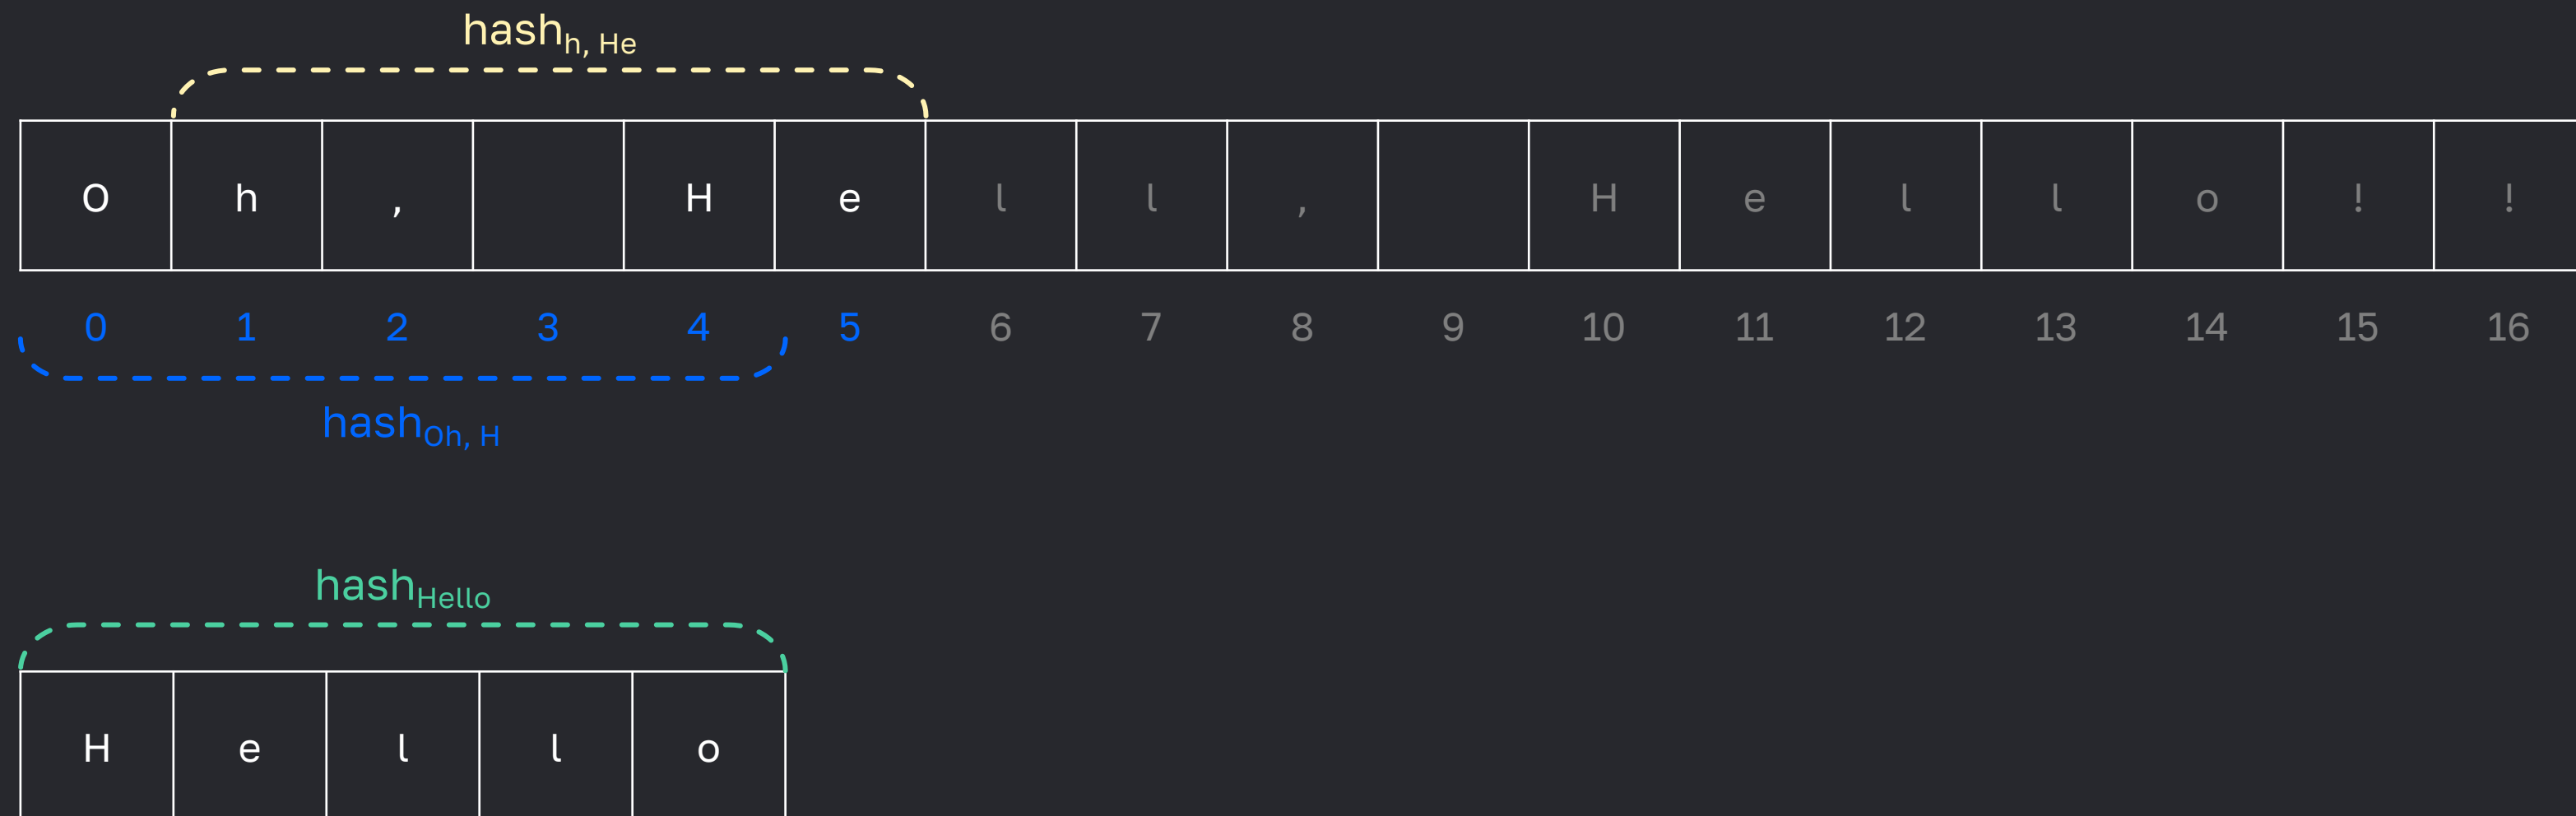 hashh, He
O h , H e l l , H e l l o ! !
0 1 2 3 4 5 6 7 8 9 10 11 12 13 14 15 16
hashOh, H
hashHello
H e l l o